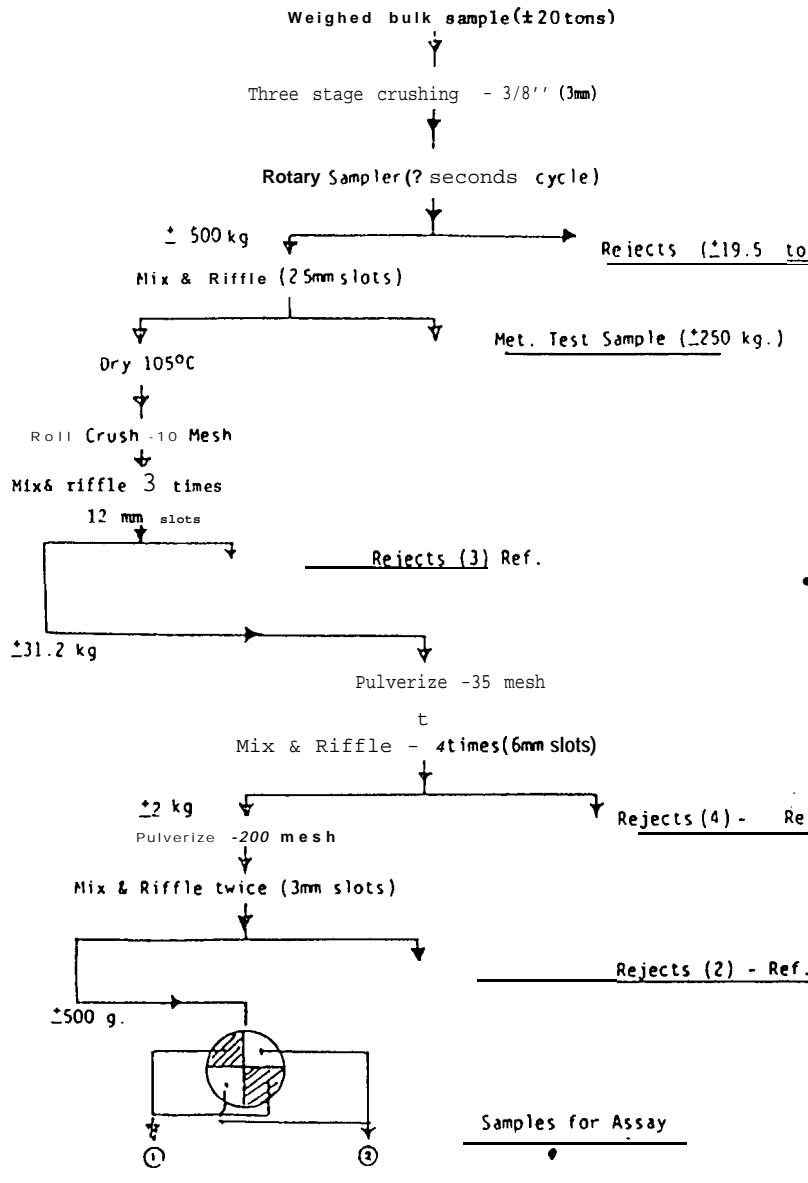 Weighed bulk sample (±20 tons)
Three stage crushing - 3/8'' (3mm)
Rotary Sampler (? seconds cycle)
± 500 kg
Rejects (±19.5 to
Mix & Riffle (25mm slots)
Met. Test Sample (±250 kg.)
Dry 105ºC
Roll Crush -10 Mesh
Mix& riffle 3 times
12 mm slots
Rejects (3) Ref.
±31.2 kg
Pulverize -35 mesh
t
Mix & Riffle - 4times(6mm slots)
±2 kg
Rejects (4) - Re
Pulverize -200 mesh
Mix & Riffle twice (3mm slots)
Rejects (2) - Ref.
±500 g.
Samples for Assay
① ②